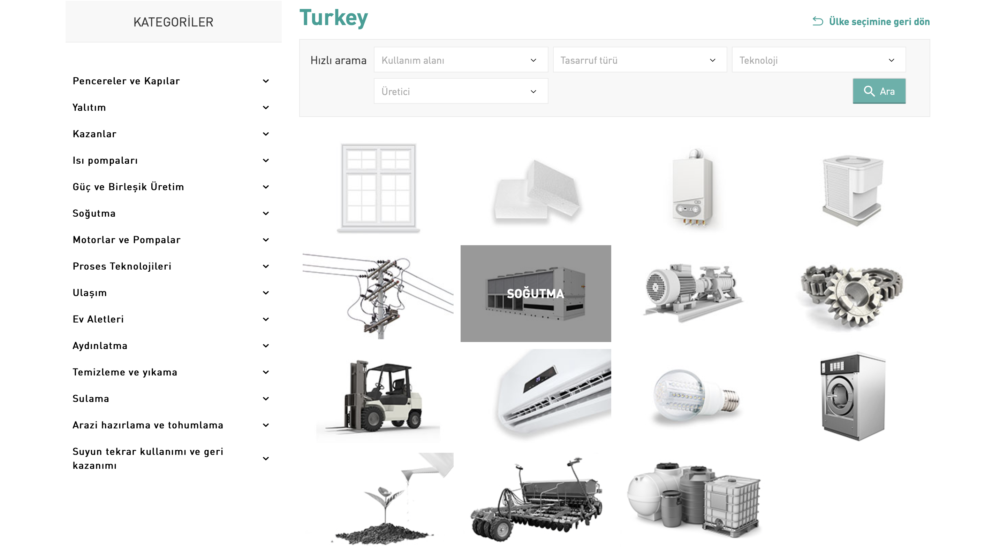 KATEGORİLER
Pencereler ve Kapılar
Yalıtım
Kazanlar
Isı pompaları
Güç ve Birleşik Üretim
Soğutma
Motorlar ve Pompalar
Proses Teknolojileri
Ulaşım
Ev Aletleri
Aydınlatma
Temizleme ve yıkama
Sulama
Arazi hazırlama ve tohumlama
Suyun tekrar kullanımı ve geri
kazanımı
Turkey
Ülke seçimine geri dön
Hızlı arama
Kullanım alanı
Tasarruf türü
Teknoloji
Üretici
Ara
SOĞUTMA